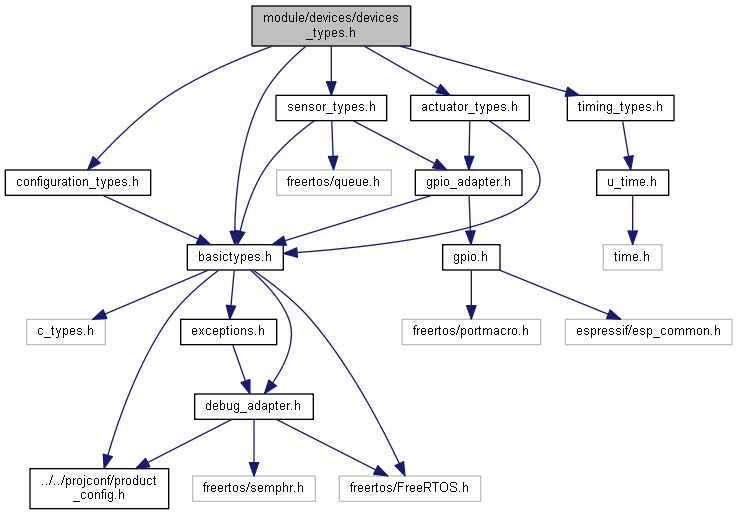 module/devices/devices
_types.h
sensor_types.h
actuator_types.h
timing_types.h
configuration_types.h
freertos/queue.h
gpio_adapter.h
u_time.h
basictypes.h
gpio.h
time.h
c_types.h
exceptions.h
freertos/portmacro.h
espressif/esp_common.h
debug_adapter.h
../../projconf/product
_config.h
freertos/semphr.h
freertos/FreeRTOS.h